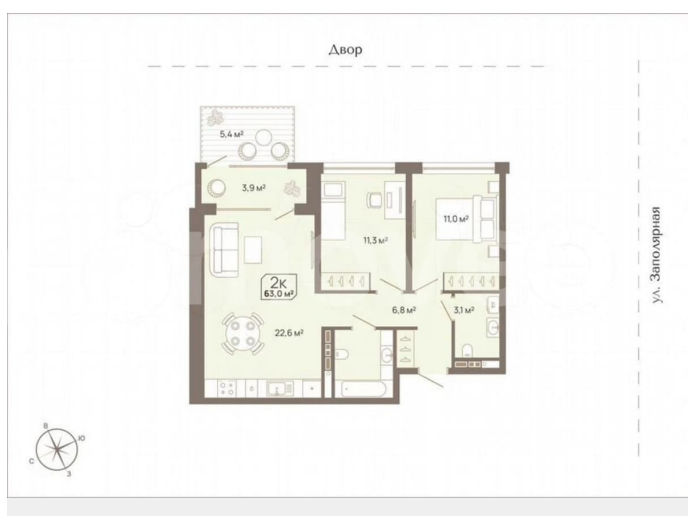 Двор
5,4 м²
3,9 м²
11,3 м²
11,0 м²
ул. Заполярная
2К
63,0 м²
6,8 м²
3,1 м²
22,6 м²
В
Ю
С
З